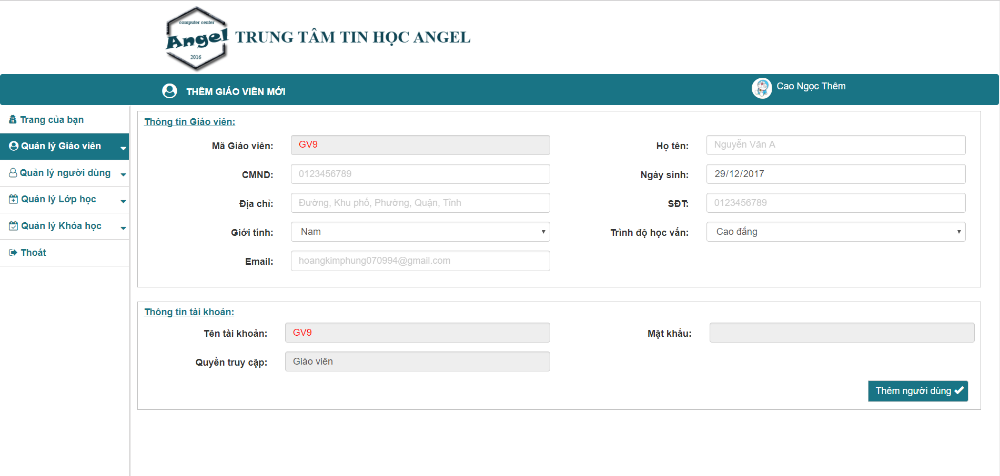 computer center
Angel
2016
TRUNG TÂM TIN HỌC ANGEL
THÊM GIÁO VIÊN MỚI
Cao Ngọc Thêm
Trang của bạn
Quản lý Giáo viên
Quản lý người dùng
Quản lý Lớp học
Quản lý Khóa học
Thoát
Thông tin Giáo viên:
Mã Giáo viên: GV9 Họ tên: Nguyễn Văn A
CMND: 0123456789 Ngày sinh: 29/12/2017
Địa chỉ: Đường, Khu phố, Phường, Quận, Tỉnh SĐT: 0123456789
Giới tính: Nam Trình độ học vấn: Cao đẳng
Email: hoangkimphung070994@gmail.com
Thông tin tài khoản:
Tên tài khoản: GV9 Mật khẩu:
Quyền truy cập: Giáo viên
Thêm người dùng